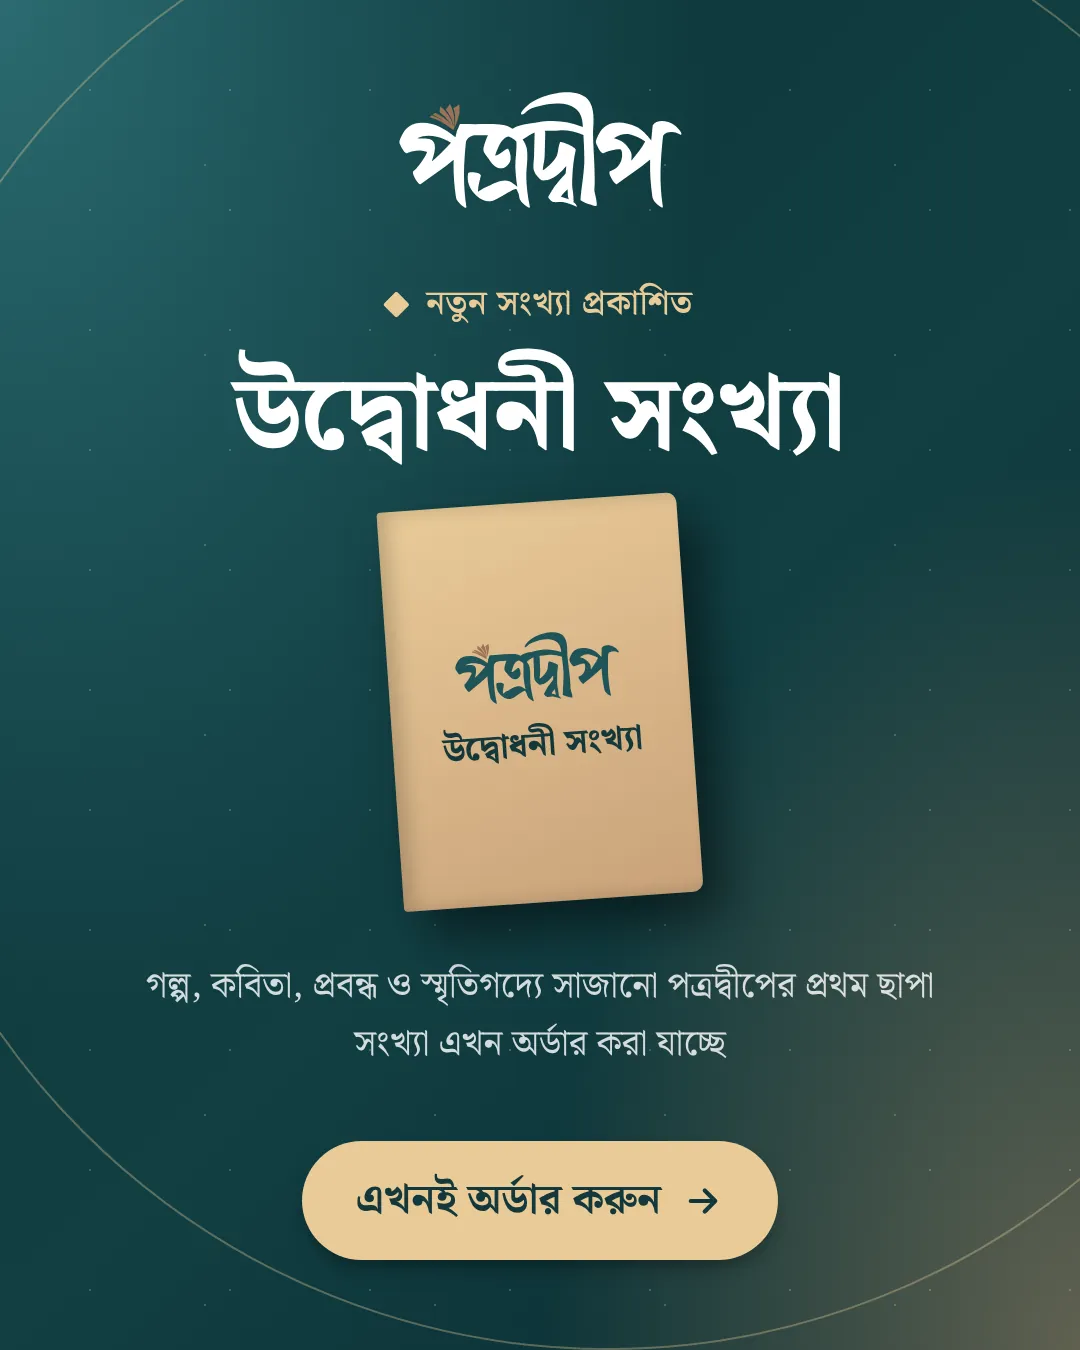 পত্রদ্বীপ
নতুন সংখ্যা প্রকাশিত
উদ্বোধনী সংখ্যা
পত্রদ্বীপ
উদ্বোধনী সংখ্যা
গল্প, কবিতা, প্রবন্ধ ও স্মৃতিগদ্যে সাজানো পত্রদ্বীপের প্রথম ছাপা
সংখ্যা এখন অর্ডার করা যাচ্ছে
এখনই অর্ডার করুন →